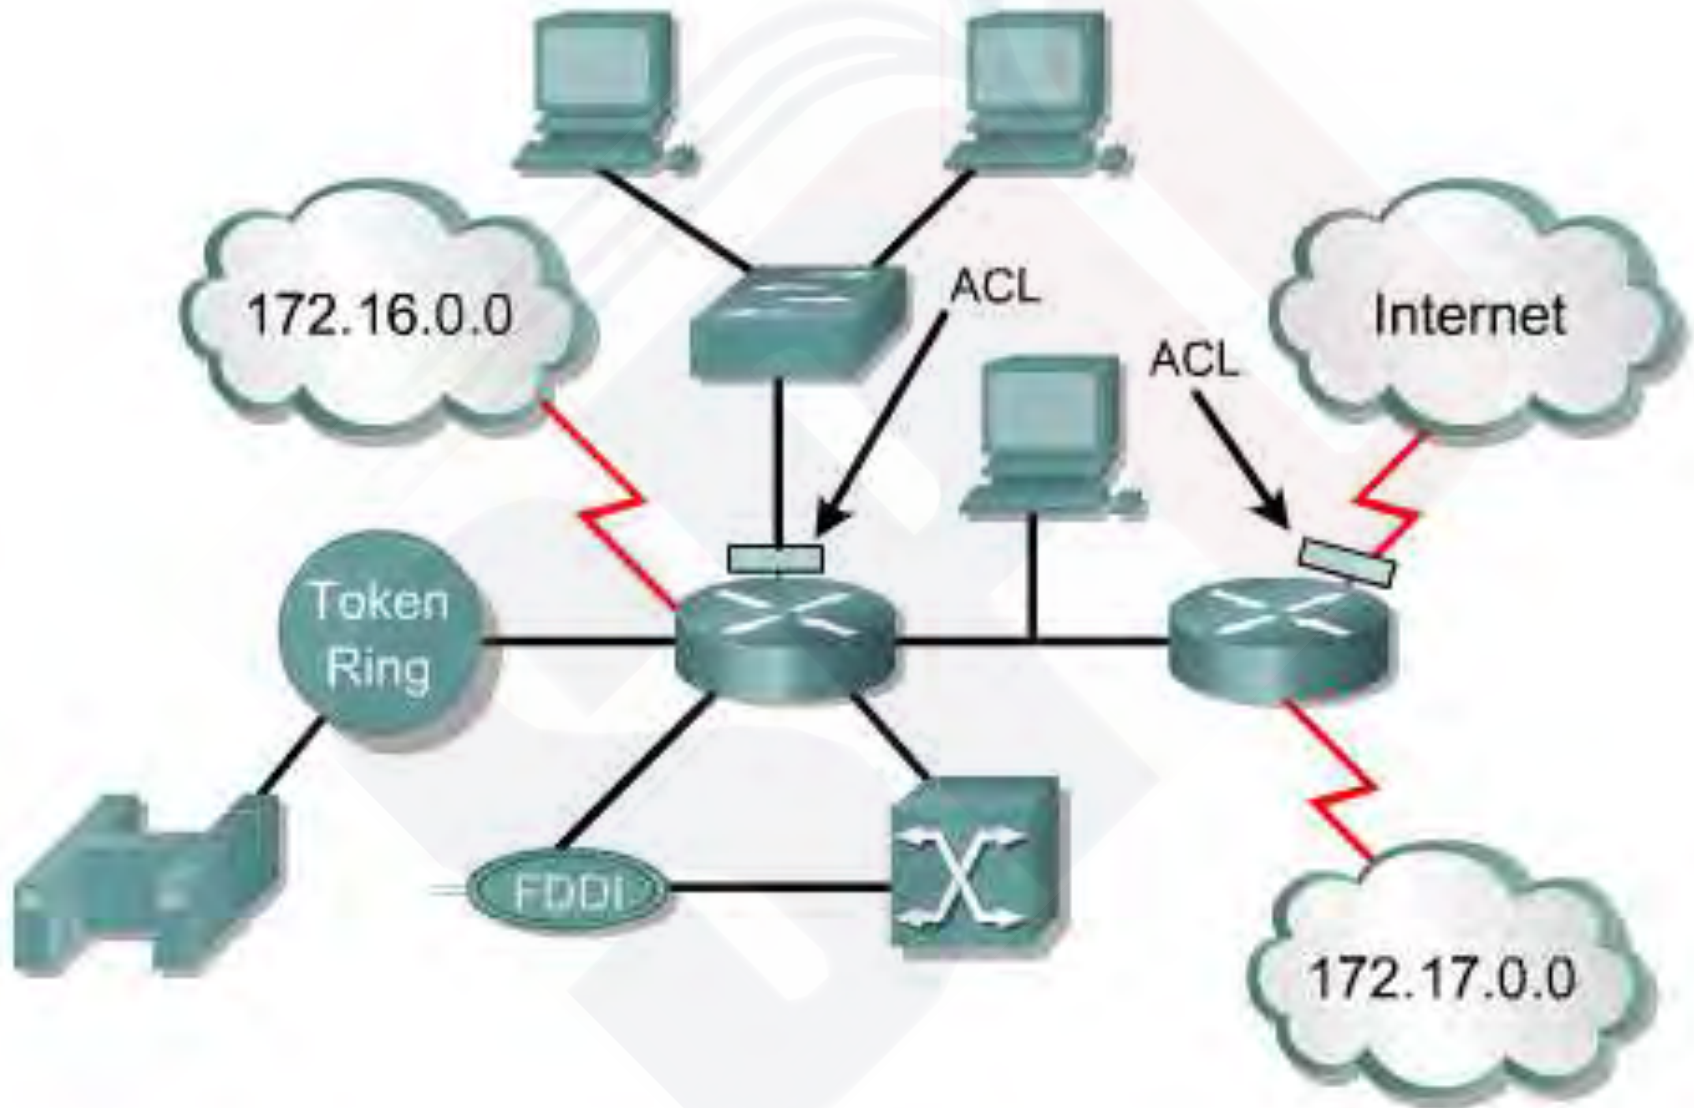 ACL
172.16.0.0
Internet
ACL
Token
Ring
FDDI
172.17.0.0